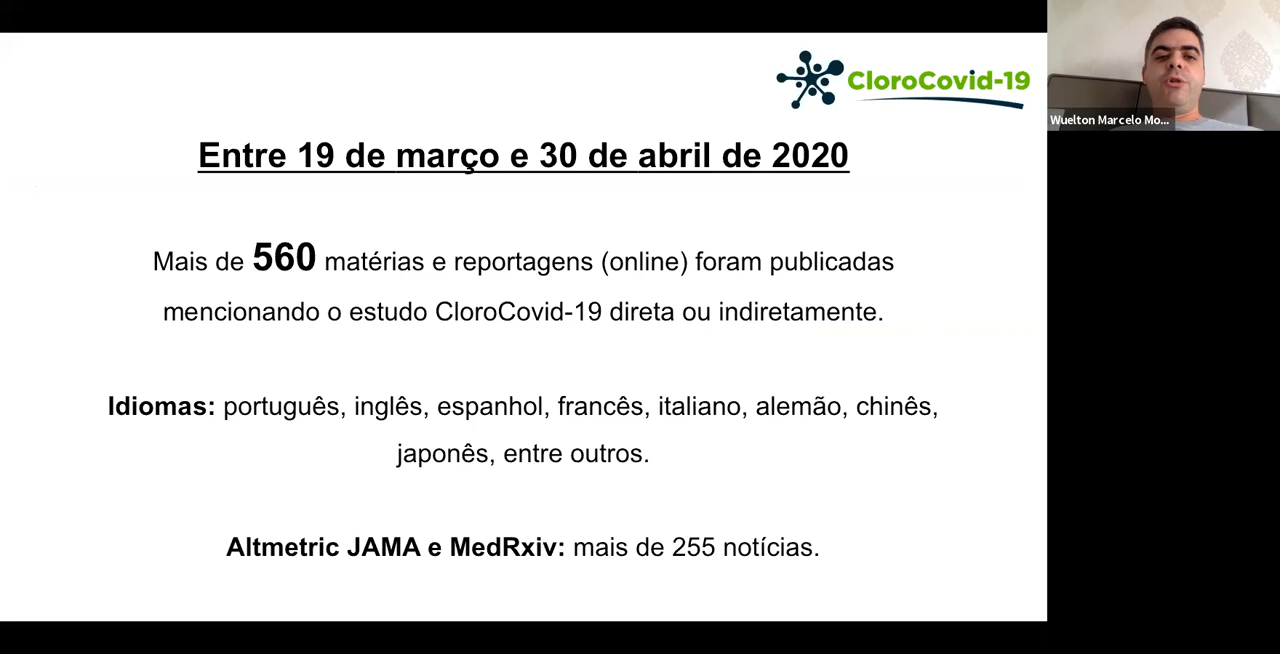 CloroCovid-19
Wuelton Marcelo Mo...
Entre 19 de março e 30 de abril de 2020
Mais de 560 matérias e reportagens (online) foram publicadas
mencionando o estudo CloroCovid-19 direta ou indiretamente.
Idiomas: português, inglês, espanhol, francês, italiano, alemão, chinês,
japonês, entre outros.
Altmetric JAMA e MedRxiv: mais de 255 notícias.